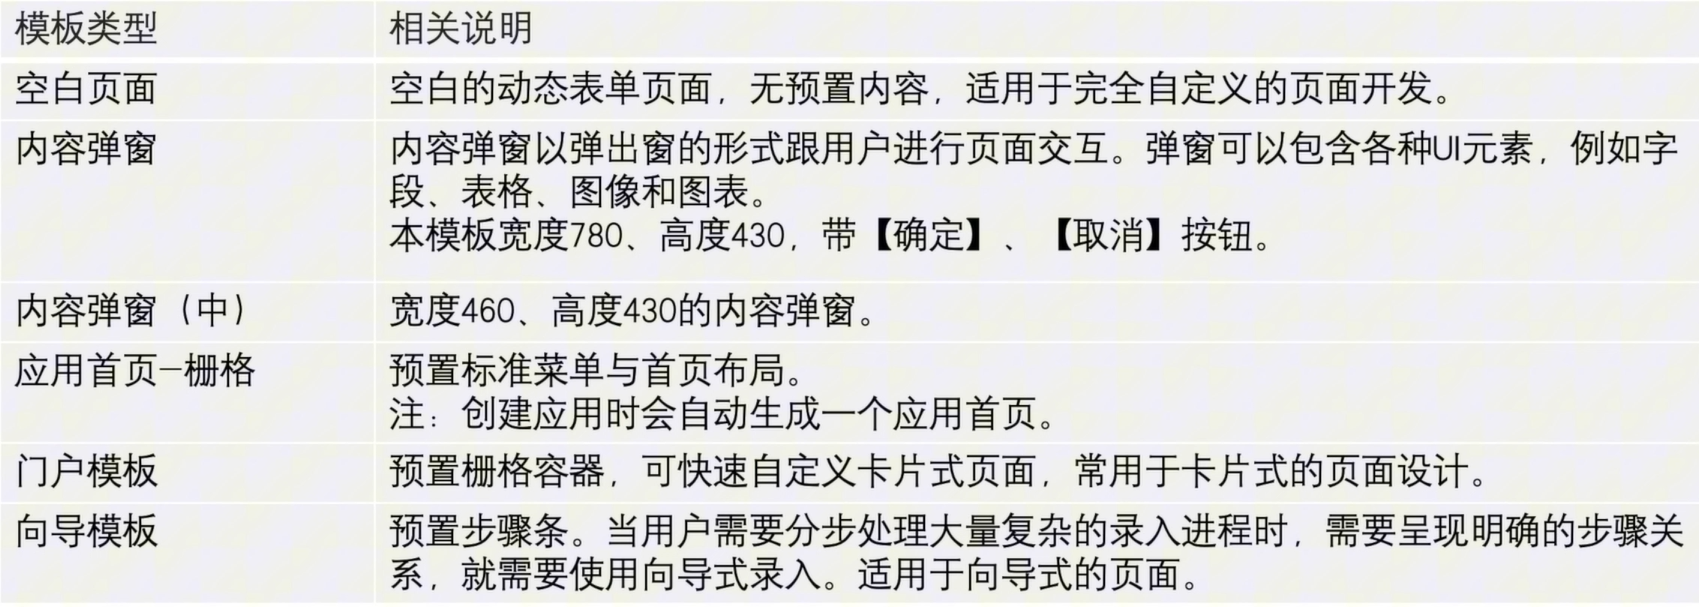 模板类型
相关说明
空白页面
空白的动态表单页面，无预置内容，适用于完全自定义的页面开发。
内容弹窗
内容弹窗以弹出窗的形式跟用户进行页面交互。弹窗可以包含各种UI元素，例如字
段、表格、图像和图表。
本模板宽度780、高度430，带【确定】、【取消】按钮。
内容弹窗（中）
宽度460、高度430的内容弹窗。
应用首页—栅格
预置标准菜单与首页布局。
注：创建应用时会自动生成一个应用首页。
门户模板
预置栅格容器，可快速自定义卡片式页面，常用于卡片式的页面设计。
向导模板
预置步骤条。当用户需要分步处理大量复杂的录入进程时，需要呈现明确的步骤关
系，就需要使用向导式录入。适用于向导式的页面。